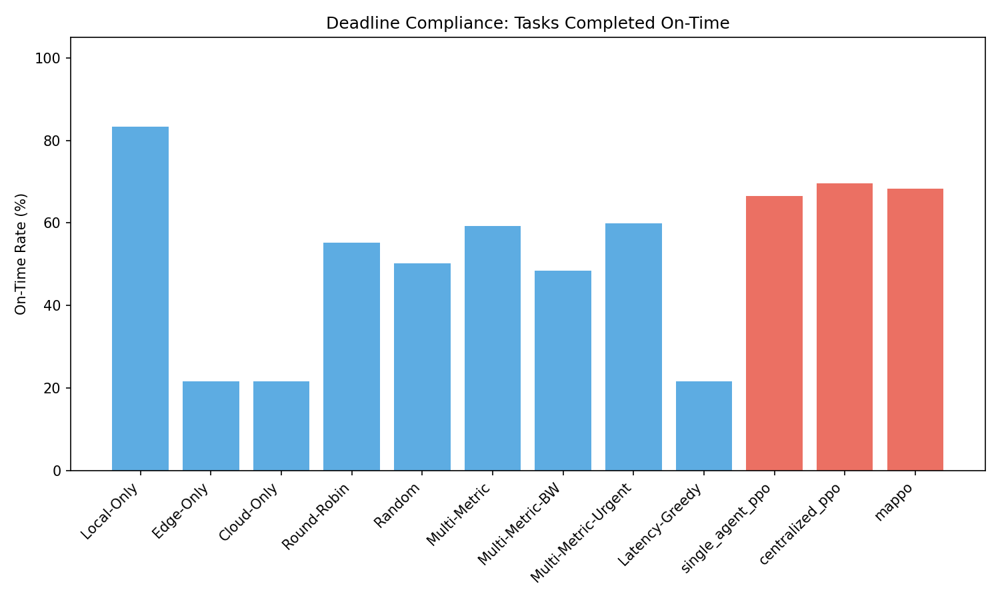 Deadline Compliance: Tasks Completed On-Time
On-Time Rate (%)
100
80
60
40
20
0
Local-Only
Edge-Only
Cloud-Only
Round-Robin
Random
Multi-Metric
Multi-Metric-BW
Multi-Metric-Urgent
Latency-Greedy
single_agent_ppo
centralized_ppo
mappo